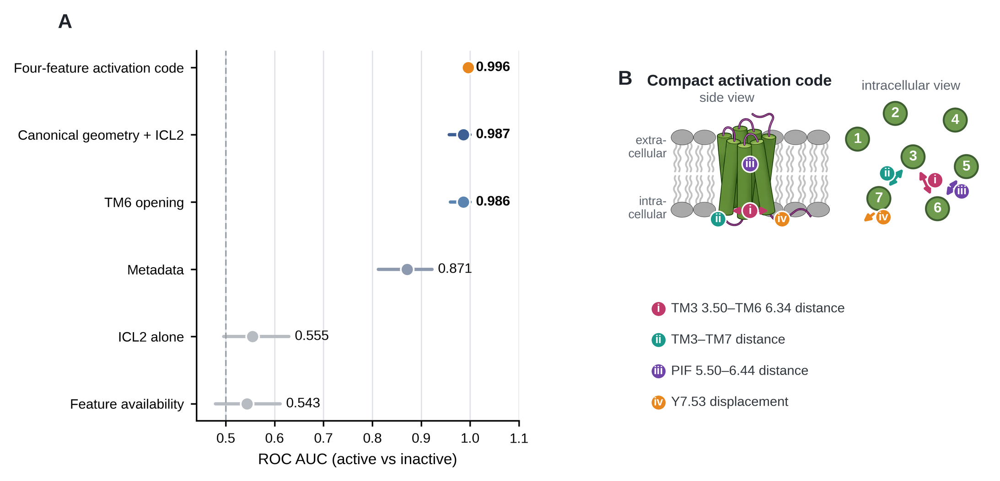 A
Four-feature activation code
0.996
Canonical geometry + ICL2
0.987
TM6 opening
0.986
Metadata
0.871
ICL2 alone
0.555
Feature availability
0.543
0.5 0.6 0.7 0.8 0.9 1.0 1.1
ROC AUC (active vs inactive)
B
Compact activation code
side view
extra-
cellular
intra-
cellular
iii
i
ii
iv
intracellular view
2
4
1
3
5
ii
i
iii
7
6
iv
i TM3 3.50–TM6 6.34 distance
ii TM3–TM7 distance
iii PIF 5.50–6.44 distance
iv Y7.53 displacement